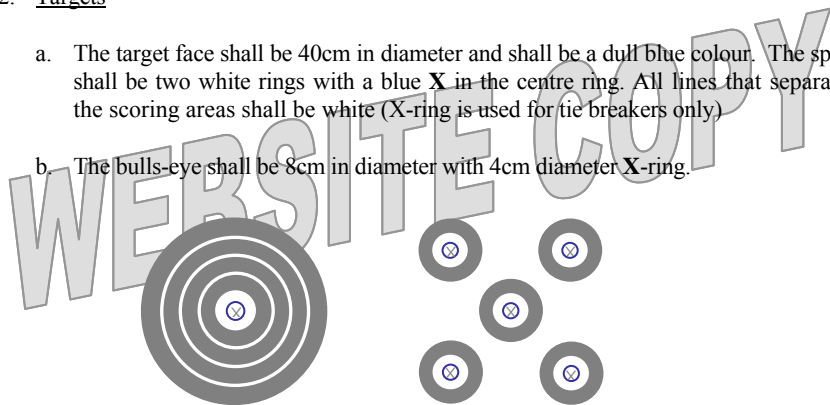 2. Targets
a. The target face shall be 40cm in diameter and shall be a dull blue colour. The sp
shall be two white rings with a blue X in the centre ring. All lines that separa
the scoring areas shall be white (X-ring is used for tie breakers only)
b. The bulls-eye shall be 8cm in diameter with 4cm diameter X-ring.
WEBSITE COPY
X
X
X
X
X
X